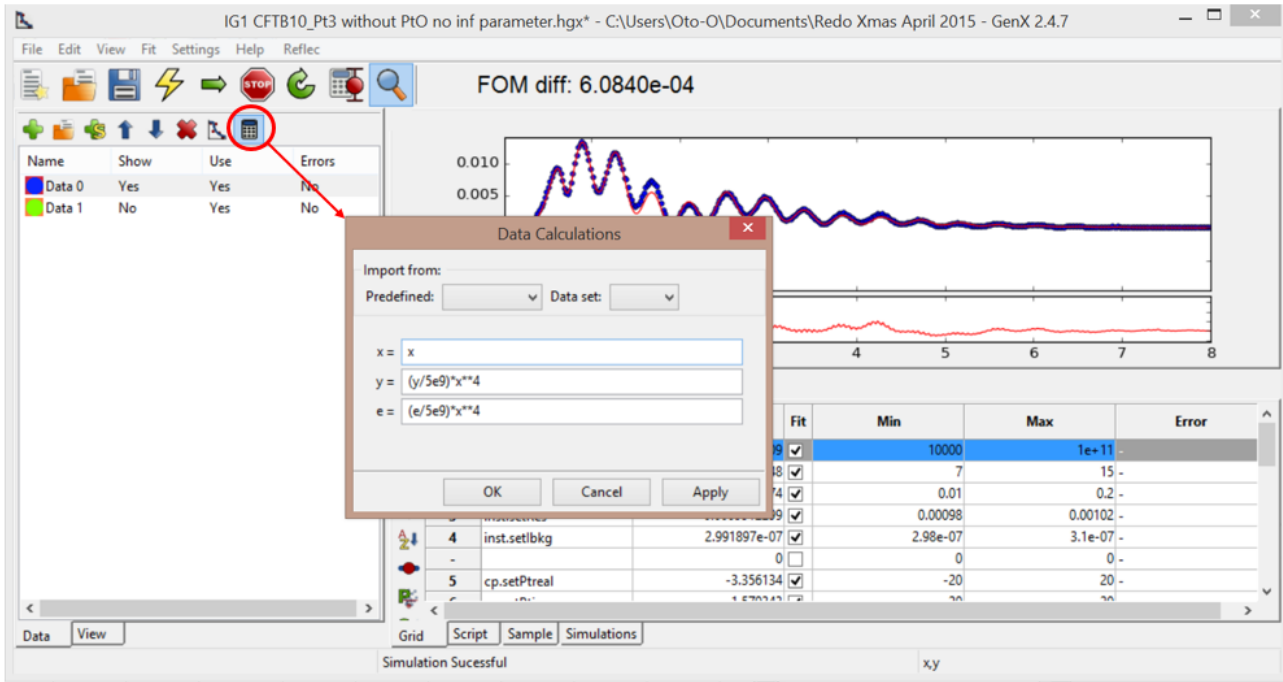 IG1 CFTB10_Pt3 without PtO no inf parameter.hgx* - C:\Users\Oto-O\Documents\Redo Xmas April 2015 - GenX 2.4.7
File Edit View Fit Settings Help Reflec
STOP
FOM diff: 6.0840e-04
Name Show Use Errors
Data 0 Yes Yes No
Data 1 No Yes No
0.010
0.005
Data Calculations
Import from:
Predefined: Data set:
x = x
y = (y/5e9)*x**4
e = (e/5e9)*x**4
OK Cancel Apply
4 5 6 7 8
Fit Min Max Error
10000 1e+11 -
7 15 -
0.01 0.2 -
0.00098 0.00102 -
4 inst.setIbkg 2.991897e-07 2.98e-07 3.1e-07 -
- 0 0 0 -
5 cp.setPtreal -3.356134 -20 20 -
Data View
Grid Script Sample Simulations
Simulation Sucessful x,y